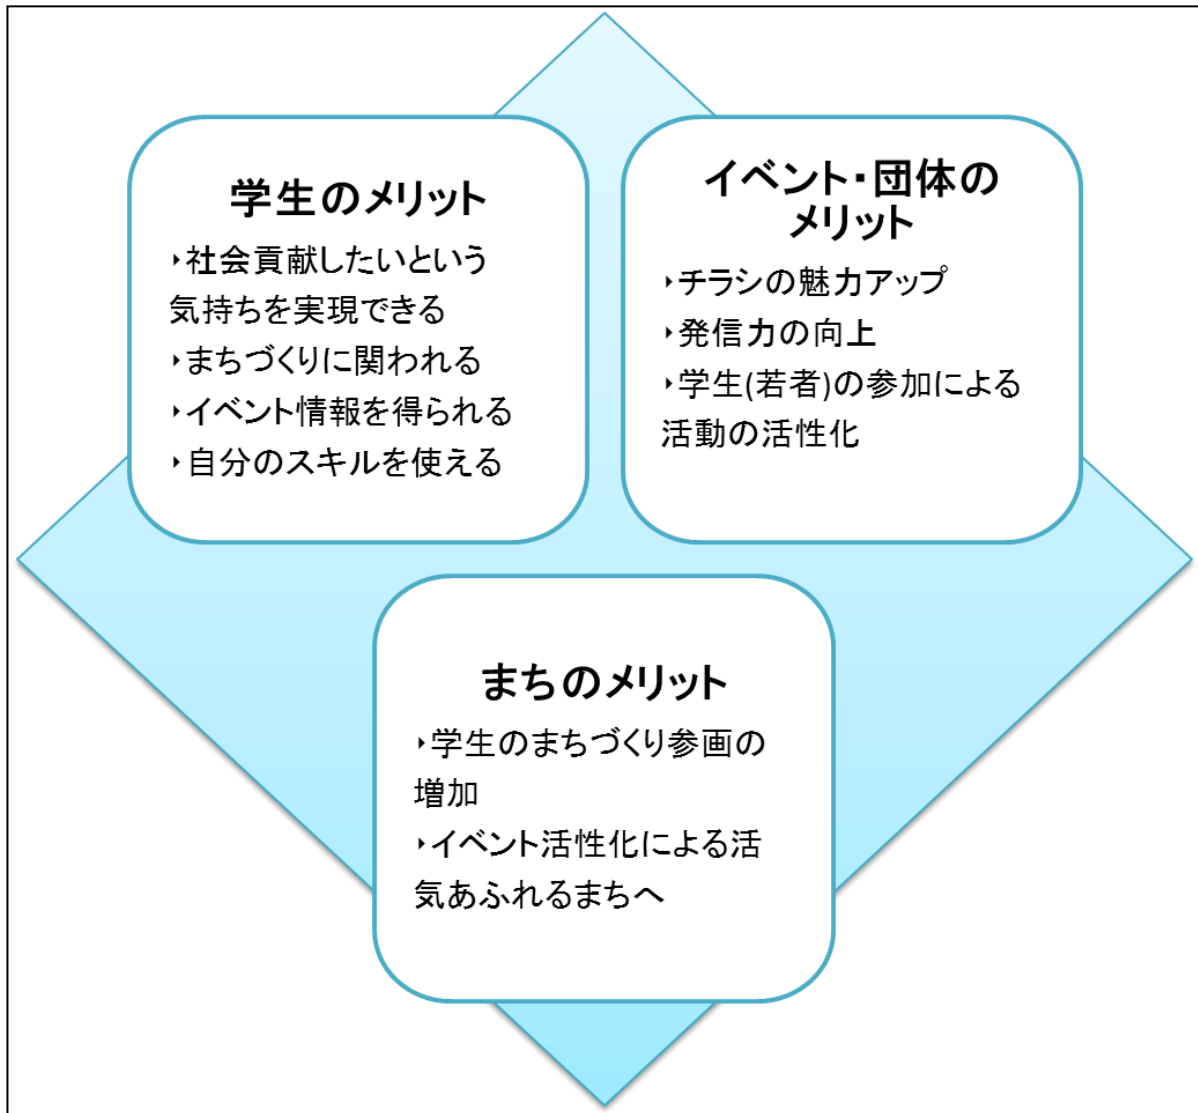 学生のメリット
‣社会貢献したいという
気持ちを実現できる
‣まちづくりに関われる
‣イベント情報を得られる
‣自分のスキルを使える
イベント・団体の
メリット
‣チラシの魅力アップ
‣発信力の向上
‣学生(若者)の参加による
活動の活性化
まちのメリット
‣学生のまちづくり参画の
増加
‣イベント活性化による活
気あふれるまちへ